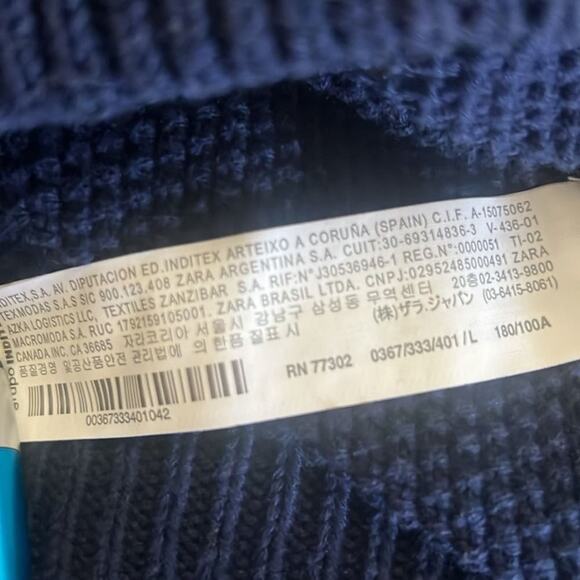 INDITEX, S.A. AV. DIPUTACION ED. INDITEX ARTEIXO A CORUÑA (SPAIN) C.I.F. A-15075062
TEXMODAS S.A.S SIC 900.123.408 ZARA ARGENTINA S.A. CUIT:30-69314836-3 V-436-01
AZKA LOGISTICS LLC, TEXTILES ZANZIBAR S.A. RIF:N°J30536946-1 REG.N°:0000051 TI-02
MACROMODA S.A. RUC 1792159105001. ZARA BRASIL LTDA. CNPJ:02952485000491 ZARA
CANADA INC. CA 36685 자라코리아 서울시 강남구 삼성동 무역센터 20층02-3413-9800
품질경영 및공산품안전 관리법에 의한품질표시 (株)ザラ.ジャパン (03-6415-8061)
RN 77302 0367/333/401 /L 180/100A
00367333401042